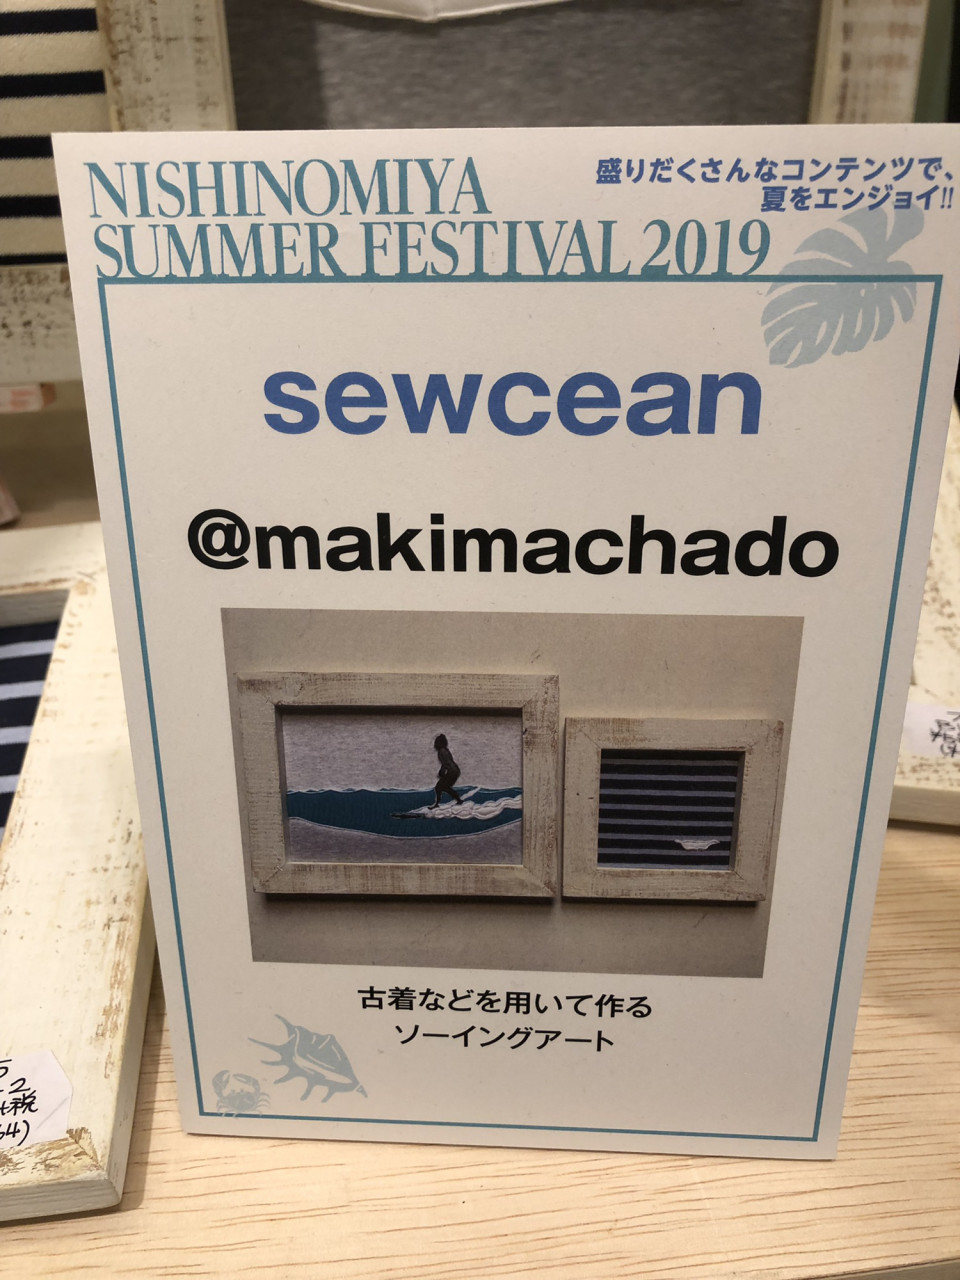 NISHINOMIYA
SUMMER FESTIVAL 2019
盛りだくさんなコンテンツで、
夏をエンジョイ!!
sewcean
@makimachado
古着などを用いて作る
ソーイングアート
+税